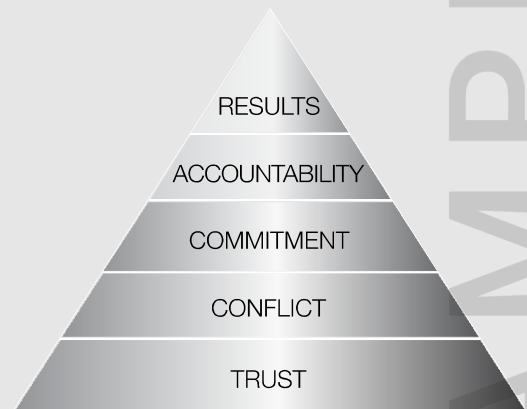 RESULTS
ACCOUNTABILITY
COMMITMENT
CONFLICT
TRUST